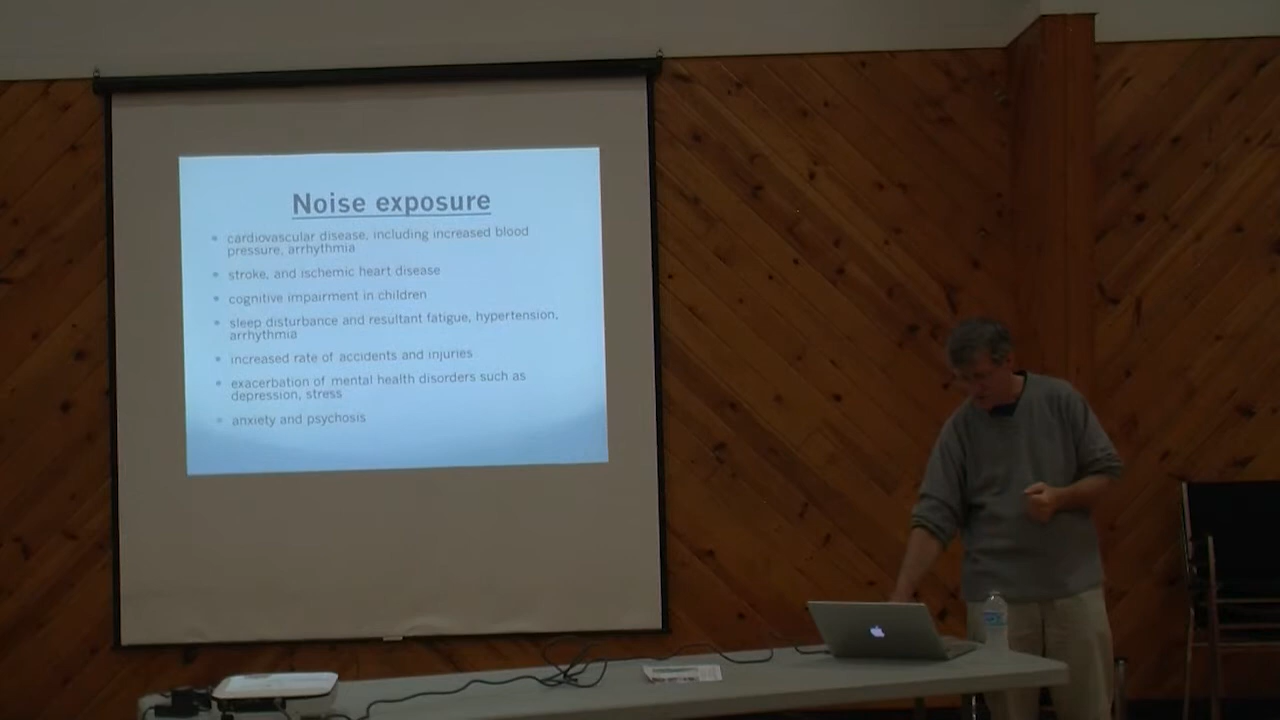 Noise exposure
cardiovascular disease, including increased blood
pressure, arrhythmia
stroke, and ischemic heart disease
cognitive impairment in children
sleep disturbance and resultant fatigue, hypertension,
arrhythmia
increased rate of accidents and injuries
exacerbation of mental health disorders such as
depression, stress
anxiety and psychosis